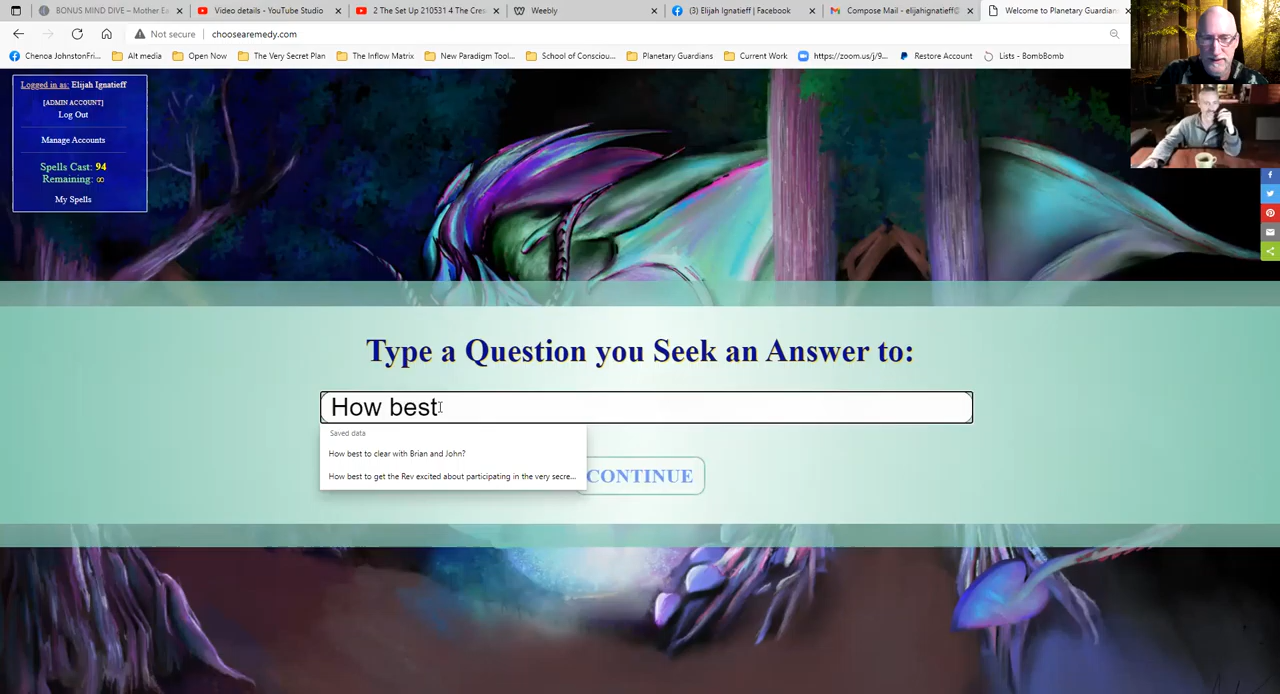 BONUS MIND DIVE – Mother Ea
Video details - YouTube Studio
2 The Set Up 210531 4 The Cres
Weebly
(3) Elijah Ignatieff | Facebook
Compose Mail - elijahignatieff@
Welcome to Planetary Guardian
Not secure
choosearemedy.com
Chenoa JohnstonFri...
Alt media
Open Now
The Very Secret Plan
The Inflow Matrix
New Paradigm Tool...
School of Consciou...
Planetary Guardians
Current Work
https://zoom.us/j/9...
Restore Account
Lists - BombBomb
Logged in as: Elijah Ignatieff
[ADMIN ACCOUNT]
Log Out
Manage Accounts
Spells Cast: 94
Remaining: ∞
My Spells
Type a Question you Seek an Answer to:
How best
Saved data
How best to clear with Brian and John?
How best to get the Rev excited about participating in the very secre...
CONTINUE